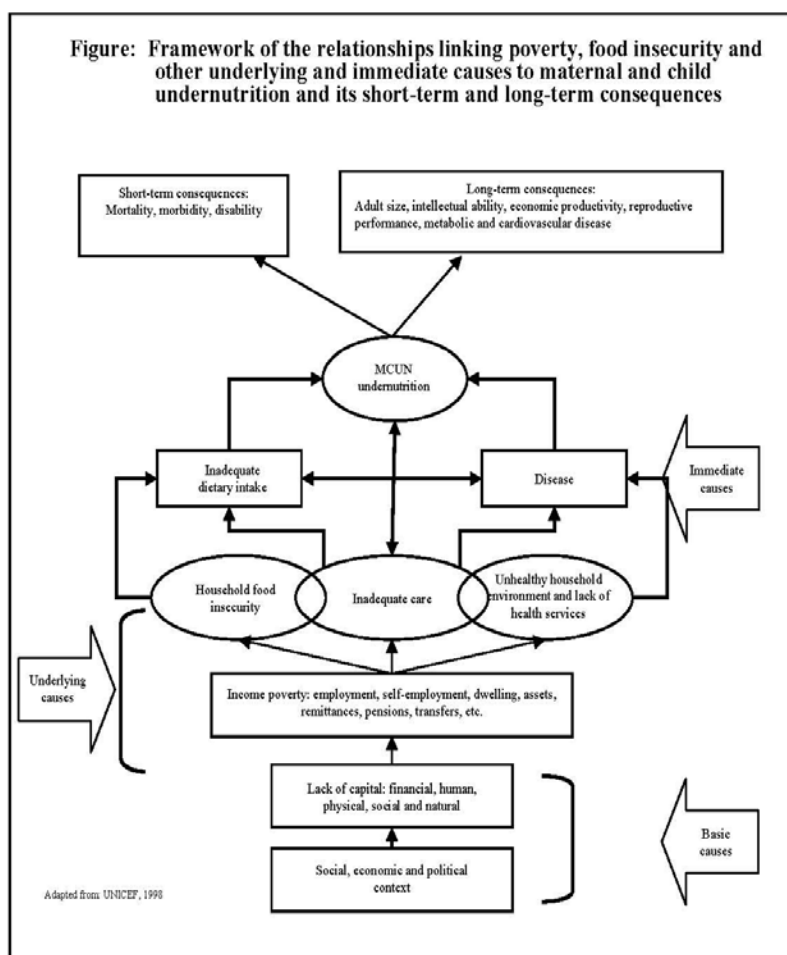 Figure: Framework of the relationships linking poverty, food insecurity and
other underlying and immediate causes to maternal and child
undernutrition and its short-term and long-term consequences
Short-term consequences:
Mortality, morbidity, disability
Long-term consequences:
Adult size, intellectual ability, economic productivity, reproductive
performance, metabolic and cardiovascular disease
MCUN
undernutrition
Inadequate
dietary intake
Disease
Immediate
causes
Household food
insecurity
Inadequate care
Unhealthy household
environment and lack of
health services
Underlying
causes
Income poverty: employment, self-employment, dwelling, assets,
remittances, pensions, transfers, etc.
Lack of capital: financial, human,
physical, social and natural
Basic
causes
Social, economic and political
context
Adapted from: UNICEF, 1998